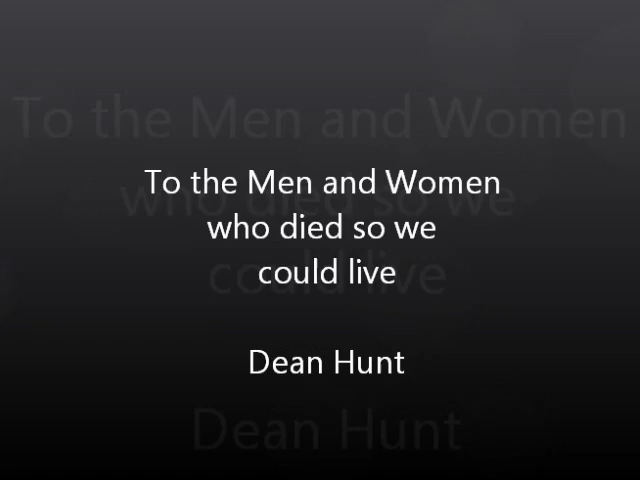 To the Men and Women
who died so we
could live
Dean Hunt